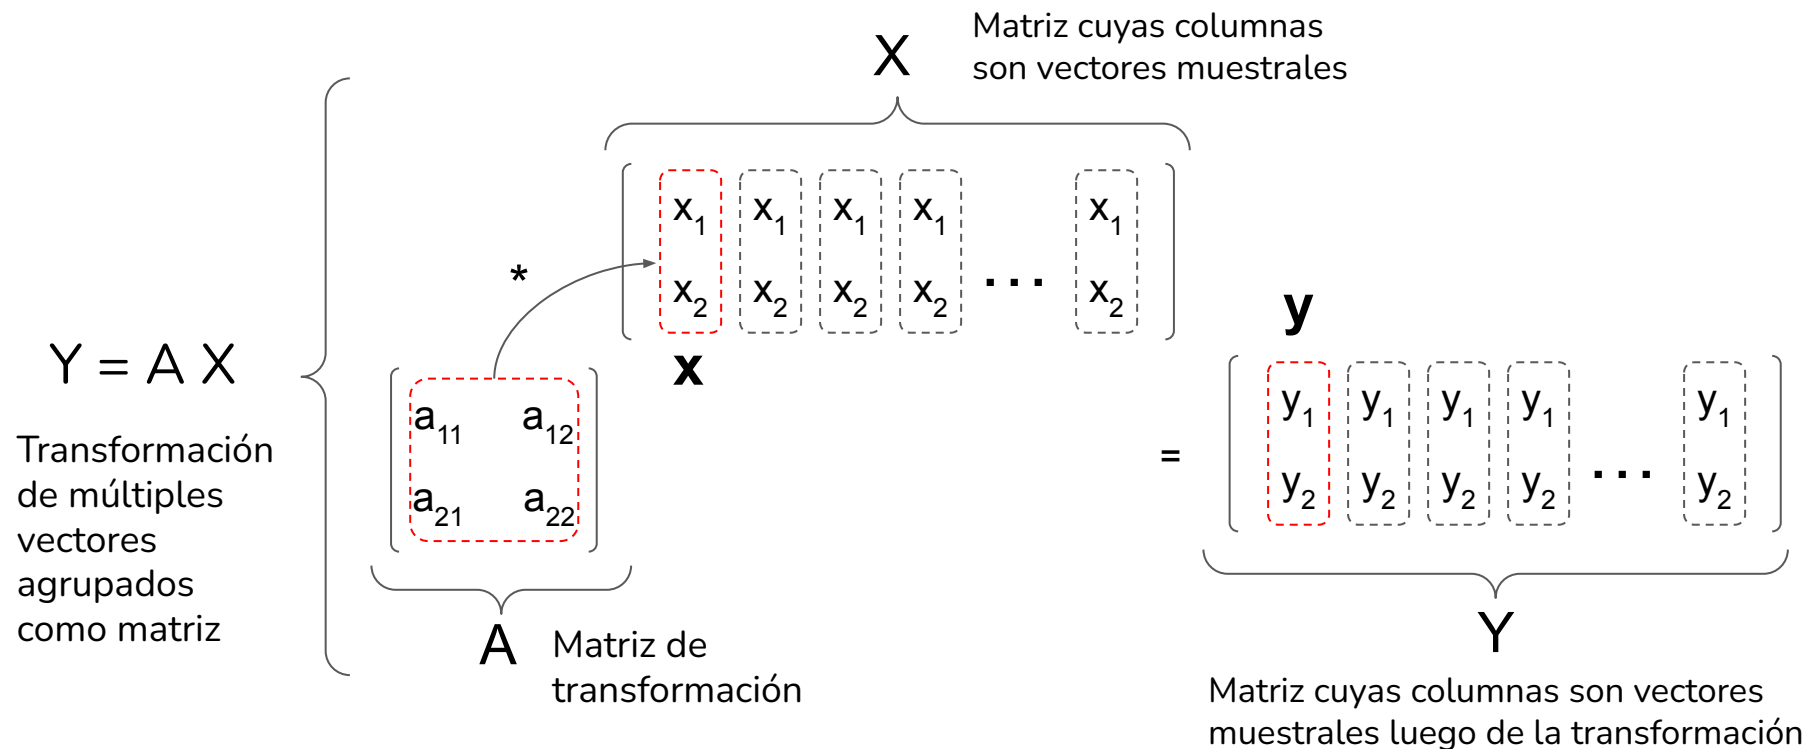 Matriz cuyas columnas
son vectores muestrales
X
x1 x1 x1 x1 x1
x2 x2 x2 x2 ... x2
*
x
Y = A X
Transformación
de múltiples
vectores
agrupados
como matriz
a11 a12
a21 a22
A
Matriz de
transformación
=
y
y1 y1 y1 y1 y1
y2 y2 y2 y2 ... y2
Y
Matriz cuyas columnas son vectores
muestrales luego de la transformación